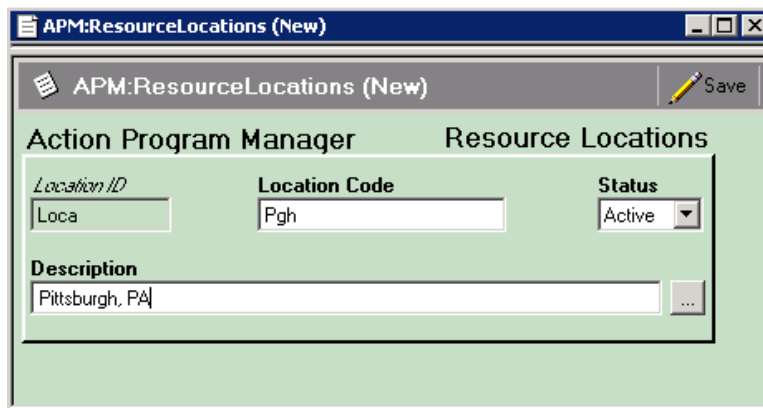 APM:ResourceLocations (New)
APM:ResourceLocations (New) Save
Action Program Manager Resource Locations
Location ID Location Code Status
Loca Pgh Active
Description
Pittsburgh, PA ...